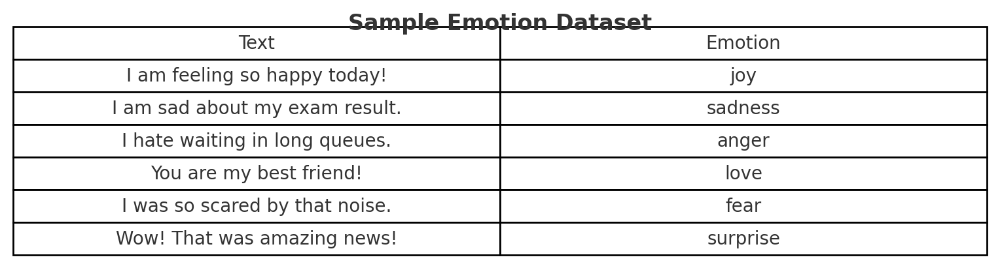 Sample Emotion Dataset
Text Emotion
I am feeling so happy today! joy
I am sad about my exam result. sadness
I hate waiting in long queues. anger
You are my best friend! love
I was so scared by that noise. fear
Wow! That was amazing news! surprise